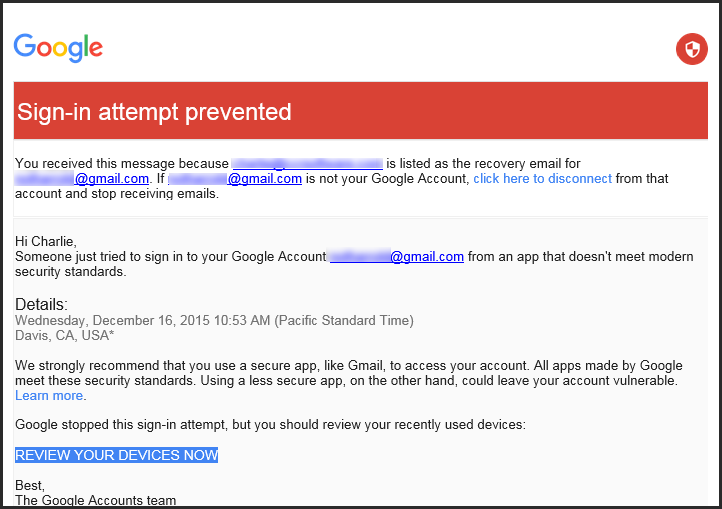 Google
Sign-in attempt prevented
You received this message because is listed as the recovery email for
@gmail.com. If @gmail.com is not your Google Account, click here to disconnect from that
account and stop receiving emails.
Hi Charlie,
Someone just tried to sign in to your Google Account @gmail.com from an app that doesn't meet modern
security standards.
Details:
Wednesday, December 16, 2015 10:53 AM (Pacific Standard Time)
Davis, CA, USA*
We strongly recommend that you use a secure app, like Gmail, to access your account. All apps made by Google
meet these security standards. Using a less secure app, on the other hand, could leave your account vulnerable.
Learn more.
Google stopped this sign-in attempt, but you should review your recently used devices:
REVIEW YOUR DEVICES NOW
Best,
The Google Accounts team